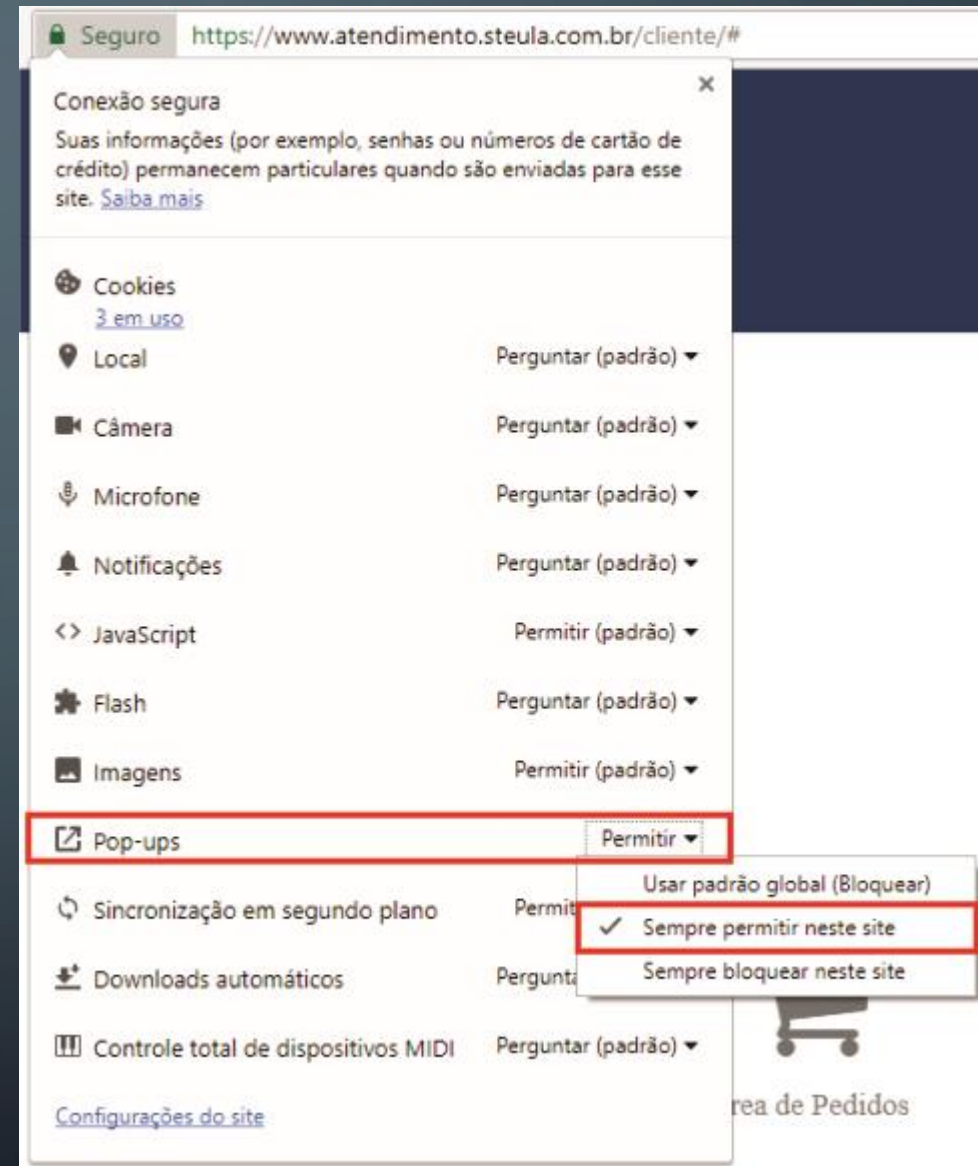 Seguro https://www.atendimento.steula.com.br/cliente/#
Conexão segura
Suas informações (por exemplo, senhas ou números de cartão de
crédito) permanecem particulares quando são enviadas para esse
site. Saiba mais
Cookies
3 em uso
Local Perguntar (padrão)
Câmera Perguntar (padrão)
Microfone Perguntar (padrão)
Notificações Perguntar (padrão)
JavaScript Permitir (padrão)
Flash Perguntar (padrão)
Imagens Permitir (padrão)
Pop-ups Permitir
Usar padrão global (Bloquear)
Sincronização em segundo plano Permit
Sempre permitir neste site
Sempre bloquear neste site
Downloads automáticos Pergunta
Controle total de dispositivos MIDI Perguntar (padrão)
Configurações do site
rea de Pedidos